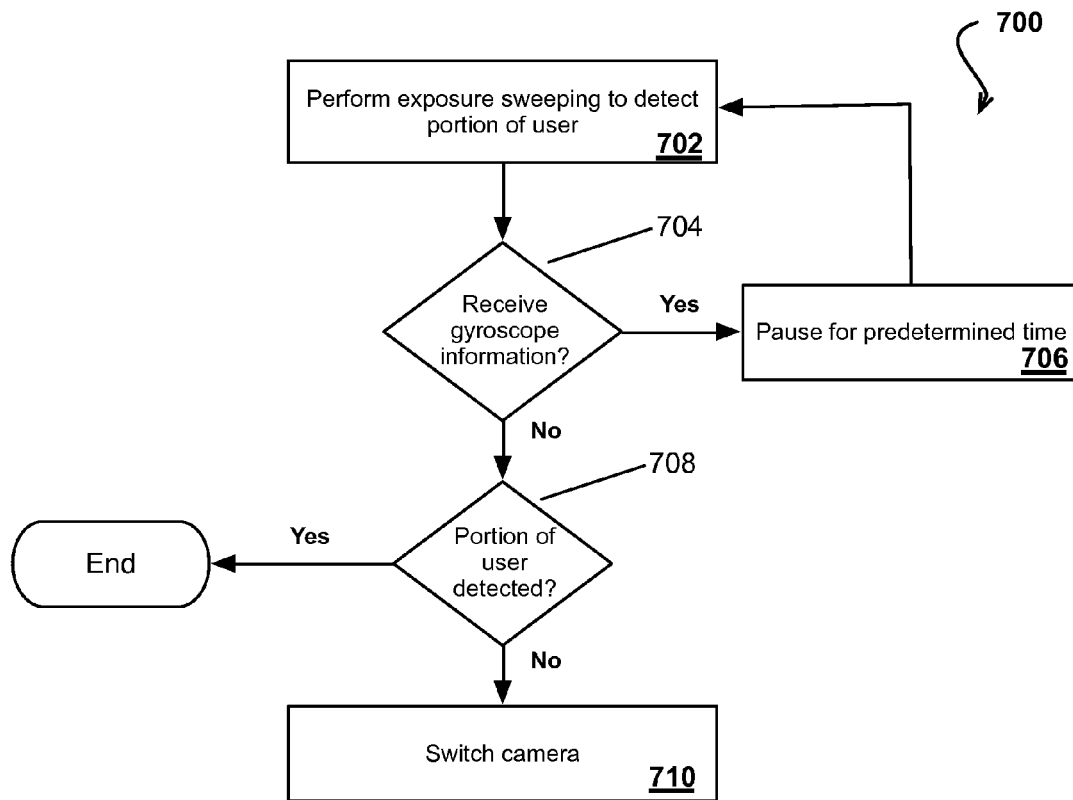 700
Perform exposure sweeping to detect
portion of user
702
704
Receive
gyroscope
information?
Yes
Pause for predetermined time
706
No
708
Portion of
user
detected?
Yes
End
No
Switch camera
710